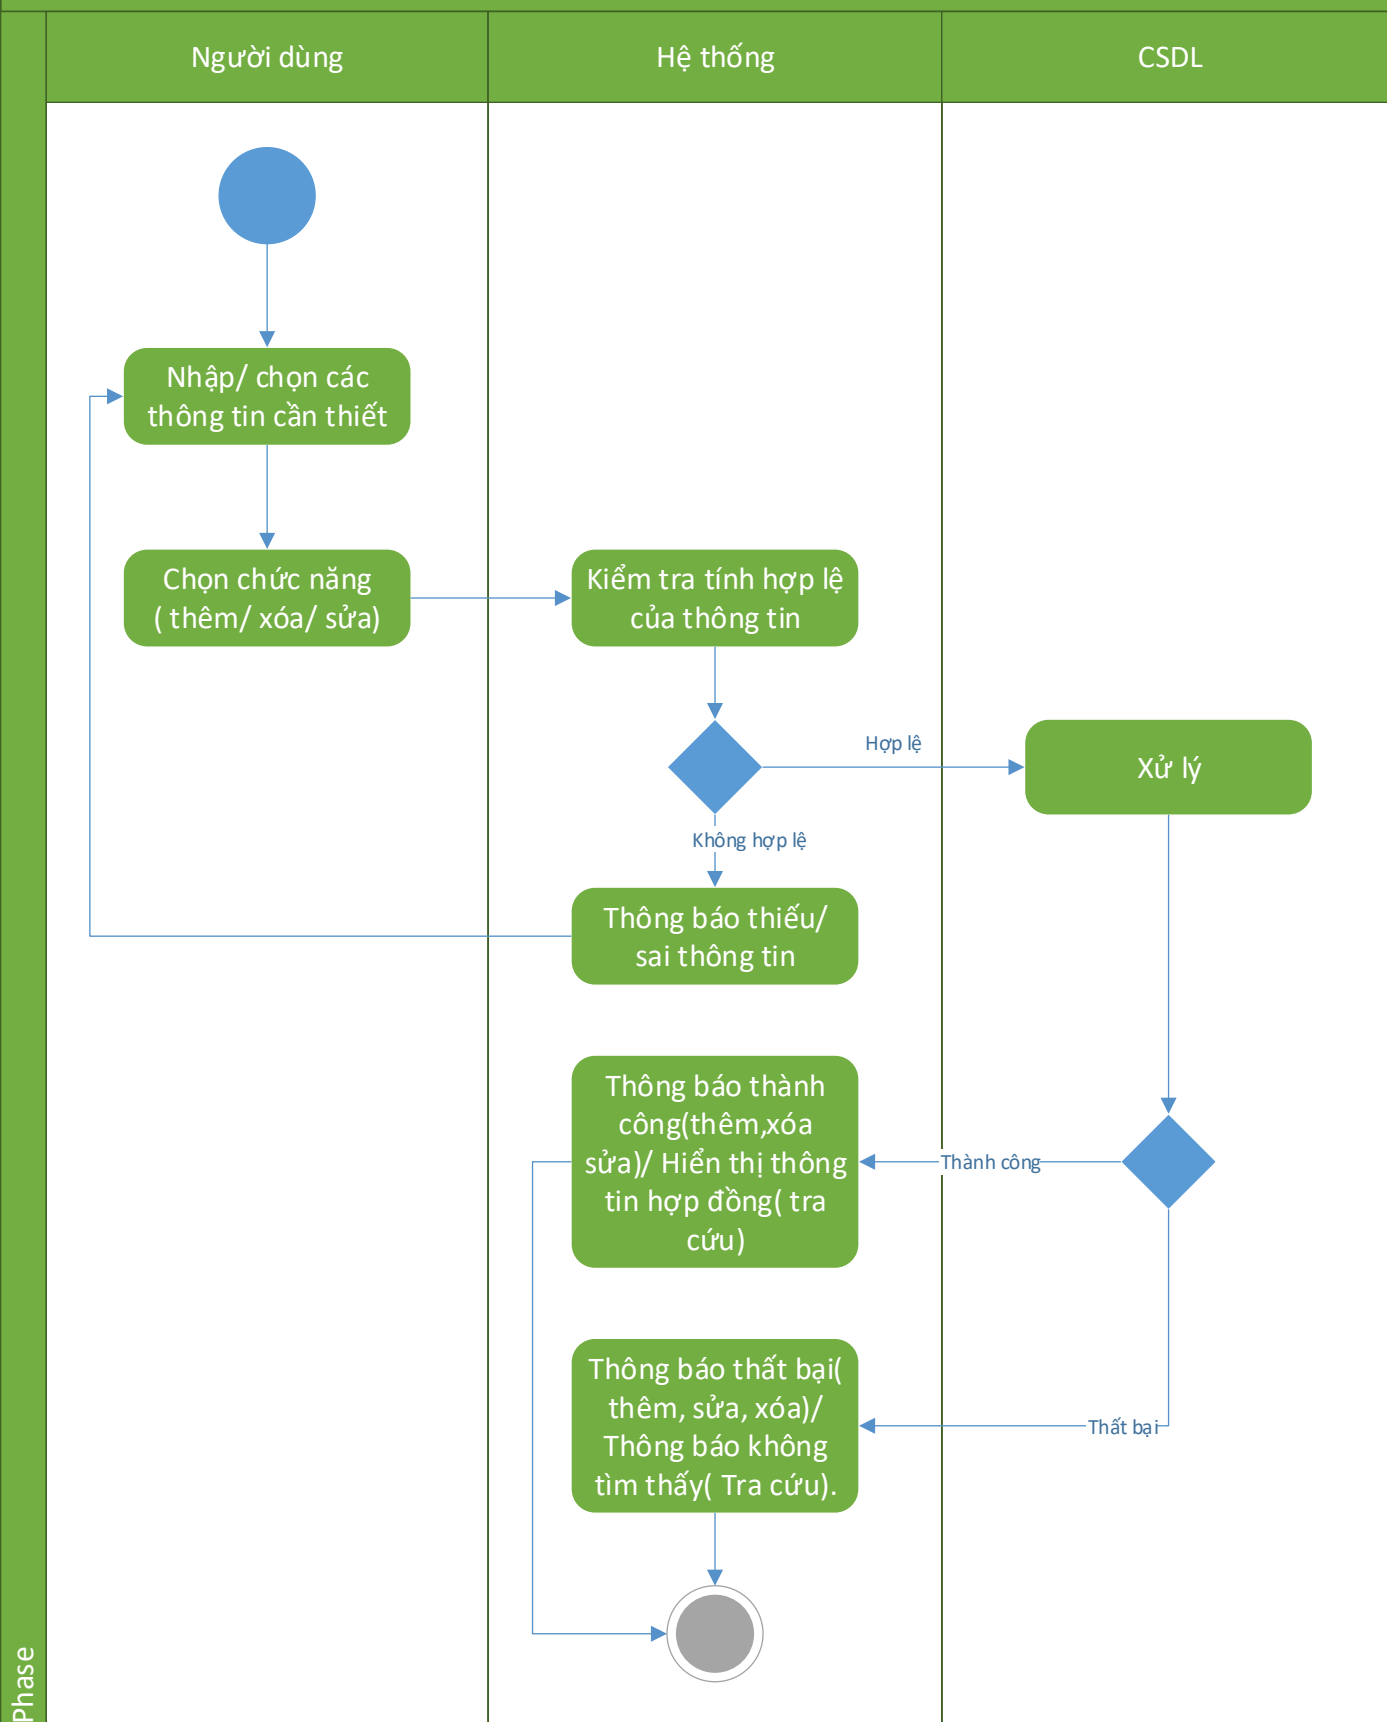 Người dùng
Hệ thống
CSDL
Nhập/ chọn các
thông tin cần thiết
Chọn chức năng
( thêm/ xóa/ sửa)
Kiểm tra tính hợp lệ
của thông tin
Hợp lệ
Xử lý
Không hợp lệ
Thông báo thiếu/
sai thông tin
Thông báo thành
công(thêm,xóa
sửa)/ Hiển thị thông
tin hợp đồng( tra
cứu)
Thành công
Thông báo thất bại(
thêm, sửa, xóa)/
Thông báo không
tìm thấy( Tra cứu).
Thất bại
Phase